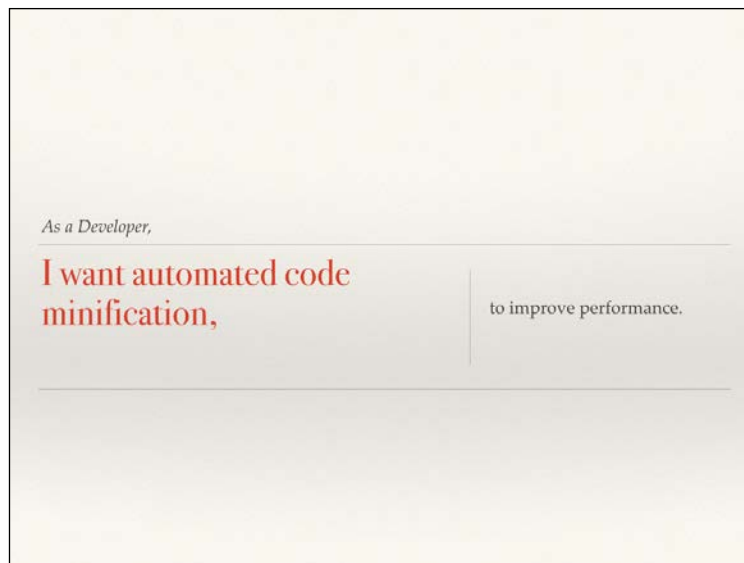 As a Developer,
I want automated code
minification,
to improve performance.